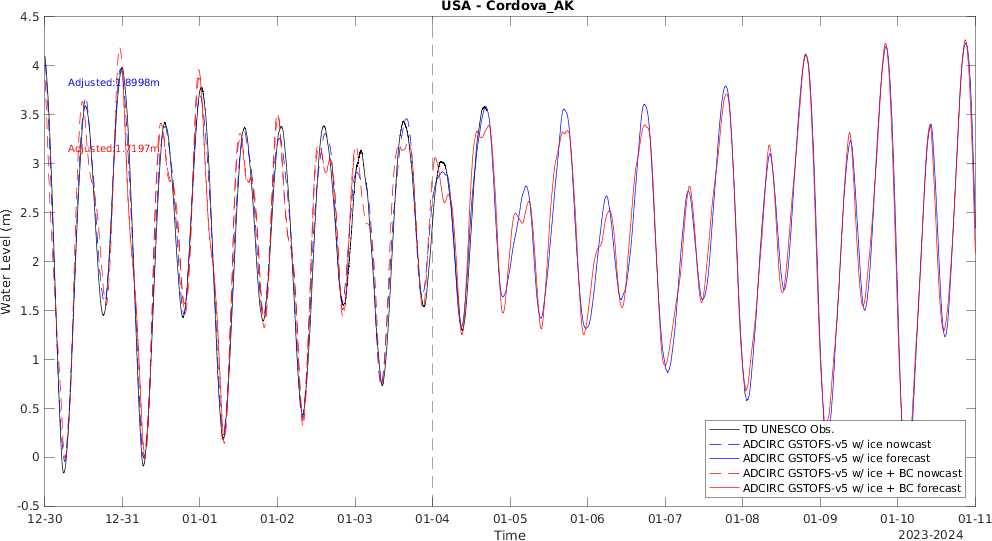 USA - Cordova_AK
4.5
4
3.5
3
2.5
2
1.5
1
0.5
0
-0.5
Water Level (m)
Adjusted:1.8998m
Adjusted:1.7197m
TD UNESCO Obs.
ADCIRC GSTOFS-v5 w/ ice nowcast
ADCIRC GSTOFS-v5 w/ ice forecast
ADCIRC GSTOFS-v5 w/ ice + BC nowcast
ADCIRC GSTOFS-v5 w/ ice + BC forecast
12-30 12-31 01-01 01-02 01-03 01-04 01-05 01-06 01-07 01-08 01-09 01-10 01-11
Time
2023-2024